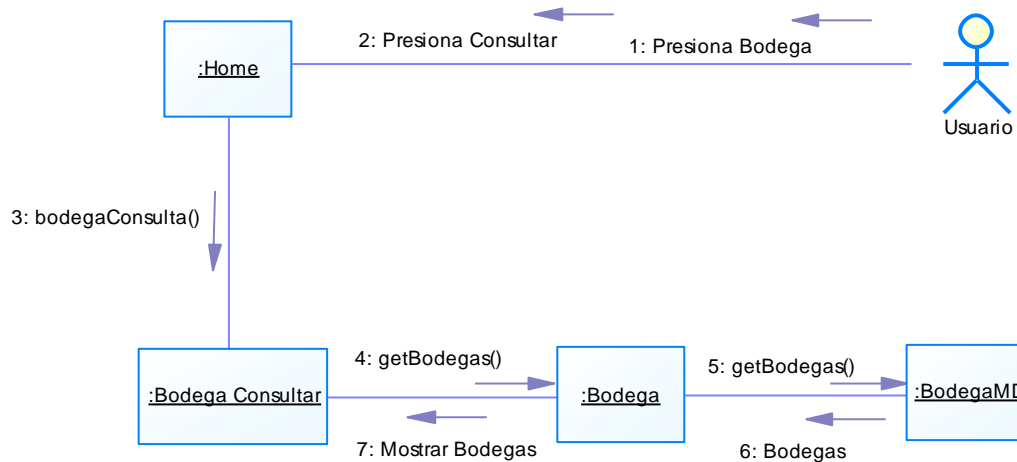 2: Presiona Consultar
1: Presiona Bodega
:Home
Usuario
3: bodegaConsulta()
4: getBodegas()
5: getBodegas()
:Bodega Consultar
:Bodega
7: Mostrar Bodegas
6: Bodegas